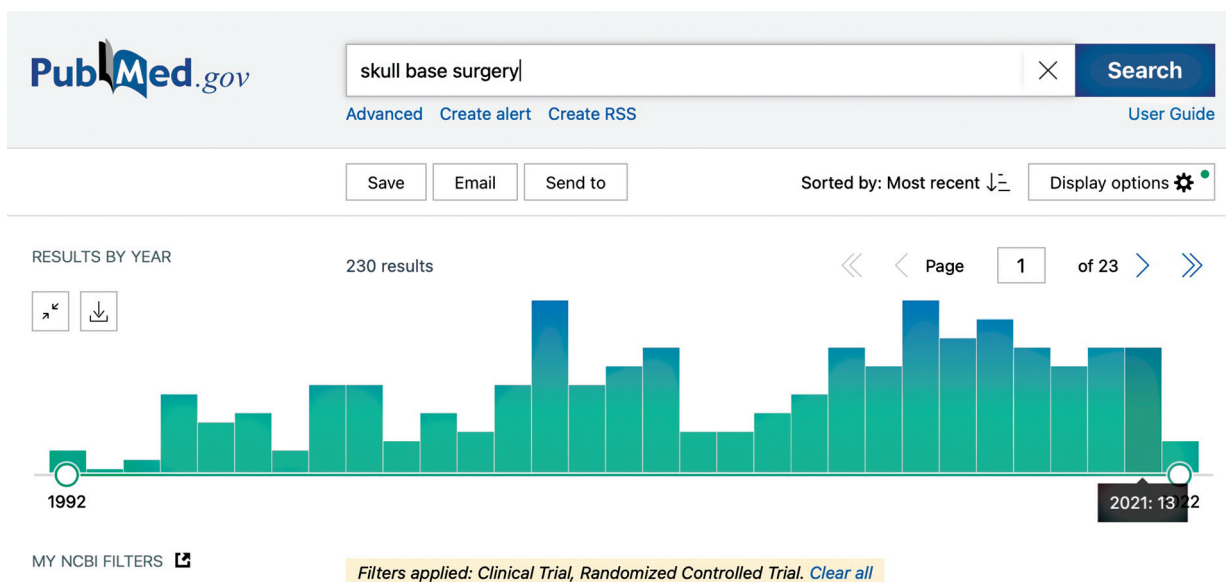 PubMed.gov
skull base surgery
Search
Advanced Create alert Create RSS
User Guide
Save Email Send to
Sorted by: Most recent
Display options
RESULTS BY YEAR
230 results
Page 1 of 23
1992
2021: 13
22
MY NCBI FILTERS
Filters applied: Clinical Trial, Randomized Controlled Trial. Clear all